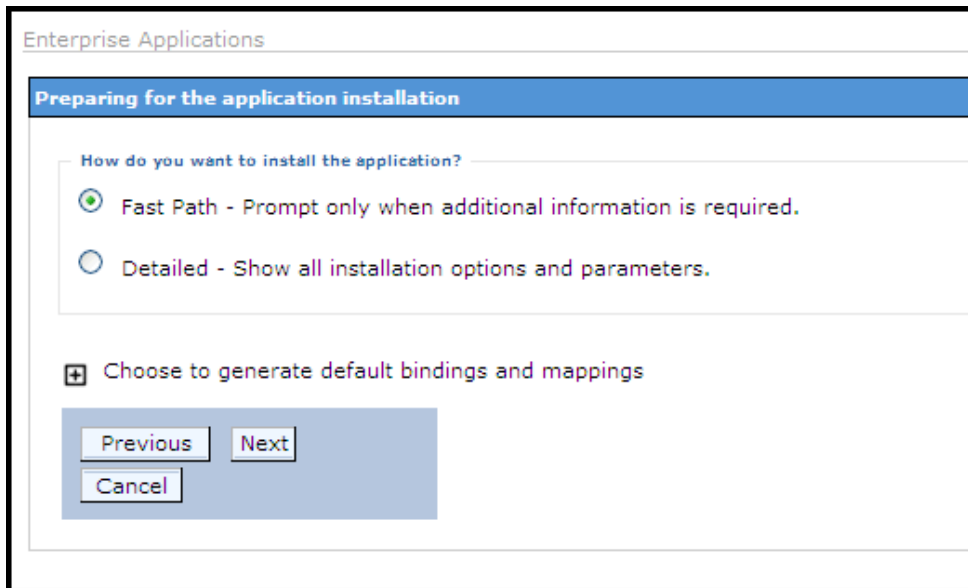 Enterprise Applications
Preparing for the application installation
How do you want to install the application?
Fast Path - Prompt only when additional information is required.
Detailed - Show all installation options and parameters.
Choose to generate default bindings and mappings
Previous Next
Cancel